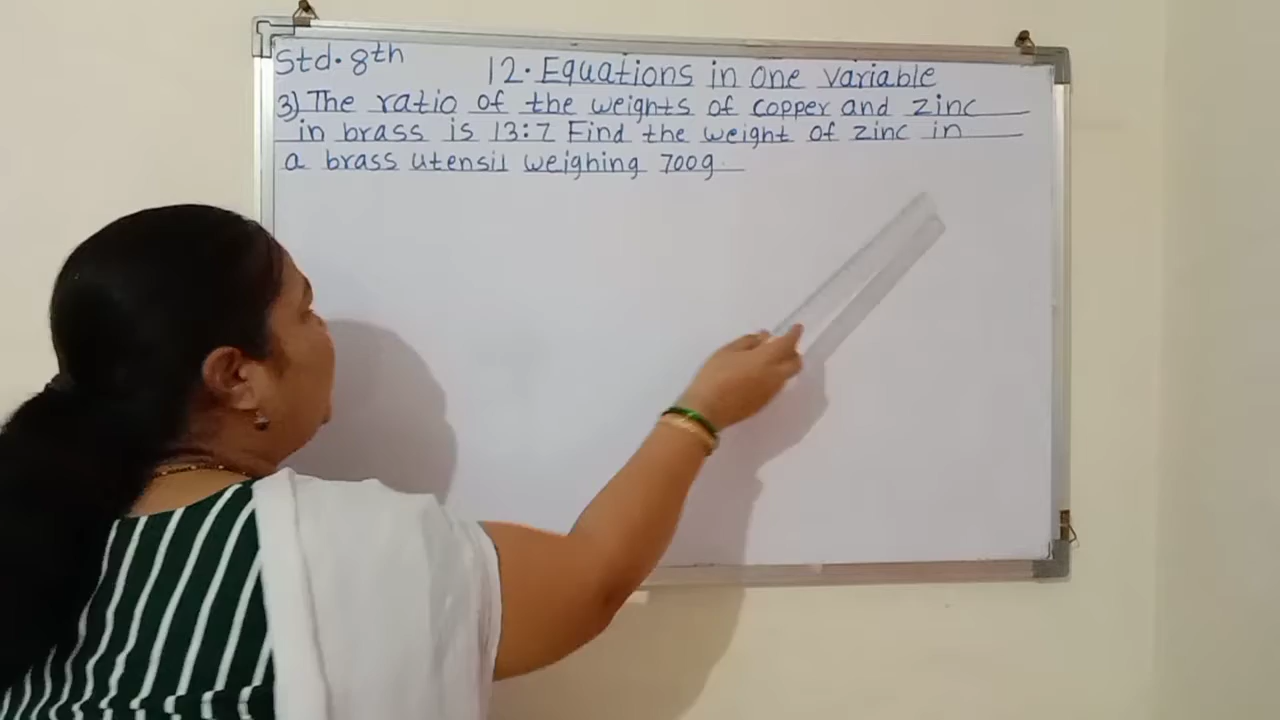 Std. 8th
12. Equations in one variable
3) The ratio of the weights of copper and zinc
in brass is 13:7 Find the weight of zinc in
a brass utensil weighing 700g.